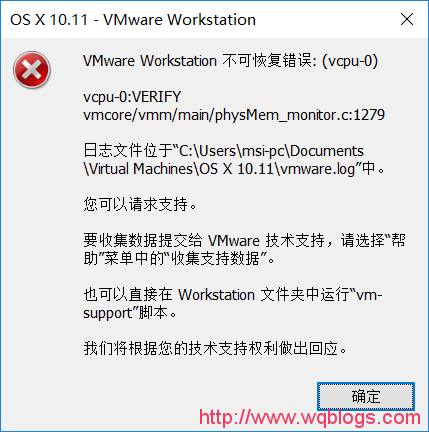 OS X 10.11 - VMware Workstation
VMware Workstation 不可恢复错误: (vcpu-0)
vcpu-0:VERIFY
vmcore/vmm/main/physMem_monitor.c:1279
日志文件位于“C:\Users\msi-pc\Documents
\Virtual Machines\OS X 10.11\vmware.log”中。
您可以请求支持。
要收集数据提交给 VMware 技术支持，请选择“帮
助”菜单中的“收集支持数据”。
也可以直接在 Workstation 文件夹中运行“vm-
support”脚本。
我们将根据您的技术支持权利做出回应。
确定
http://www.wqblogs.com